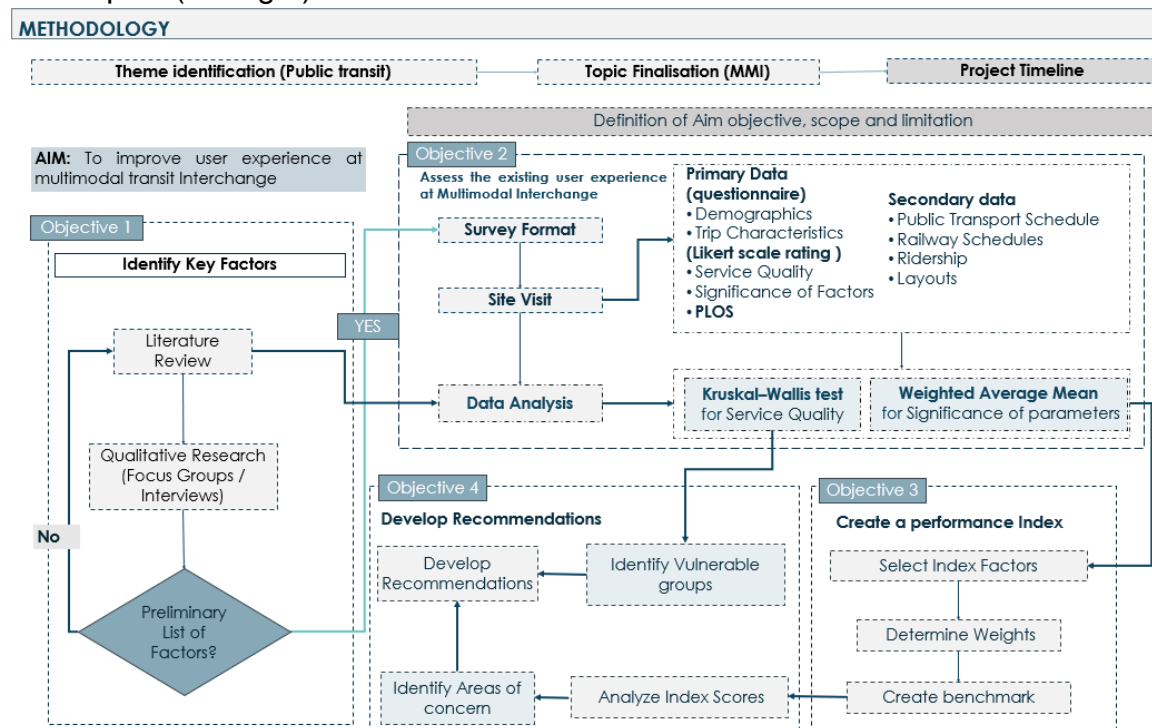 METHODOLOGY
Theme identification (Public transit)
Topic Finalisation (MMI)
Project Timeline
Definition of Aim objective, scope and limitation
AIM: To improve user experience at
multimodal transit Interchange
Objective 1
Identify Key Factors
Literature
Review
Qualitative Research
(Focus Groups /
Interviews)
No
Preliminary
List of
Factors?
YES
Objective 2
Assess the existing user experience
at Multimodal Interchange
Survey Format
Site Visit
Data Analysis
Primary Data
(questionnaire)
• Demographics
• Trip Characteristics
(Likert scale rating )
• Service Quality
• Significance of Factors
• PLOS
Secondary data
• Public Transport Schedule
• Railway Schedules
• Ridership
• Layouts
Kruskal–Wallis test
for Service Quality
Weighted Average Mean
for Significance of parameters
Objective 4
Develop Recommendations
Develop
Recommendations
Identify Vulnerable
groups
Identify Areas of
concern
Analyze Index Scores
Objective 3
Create a performance Index
Select Index Factors
Determine Weights
Create benchmark